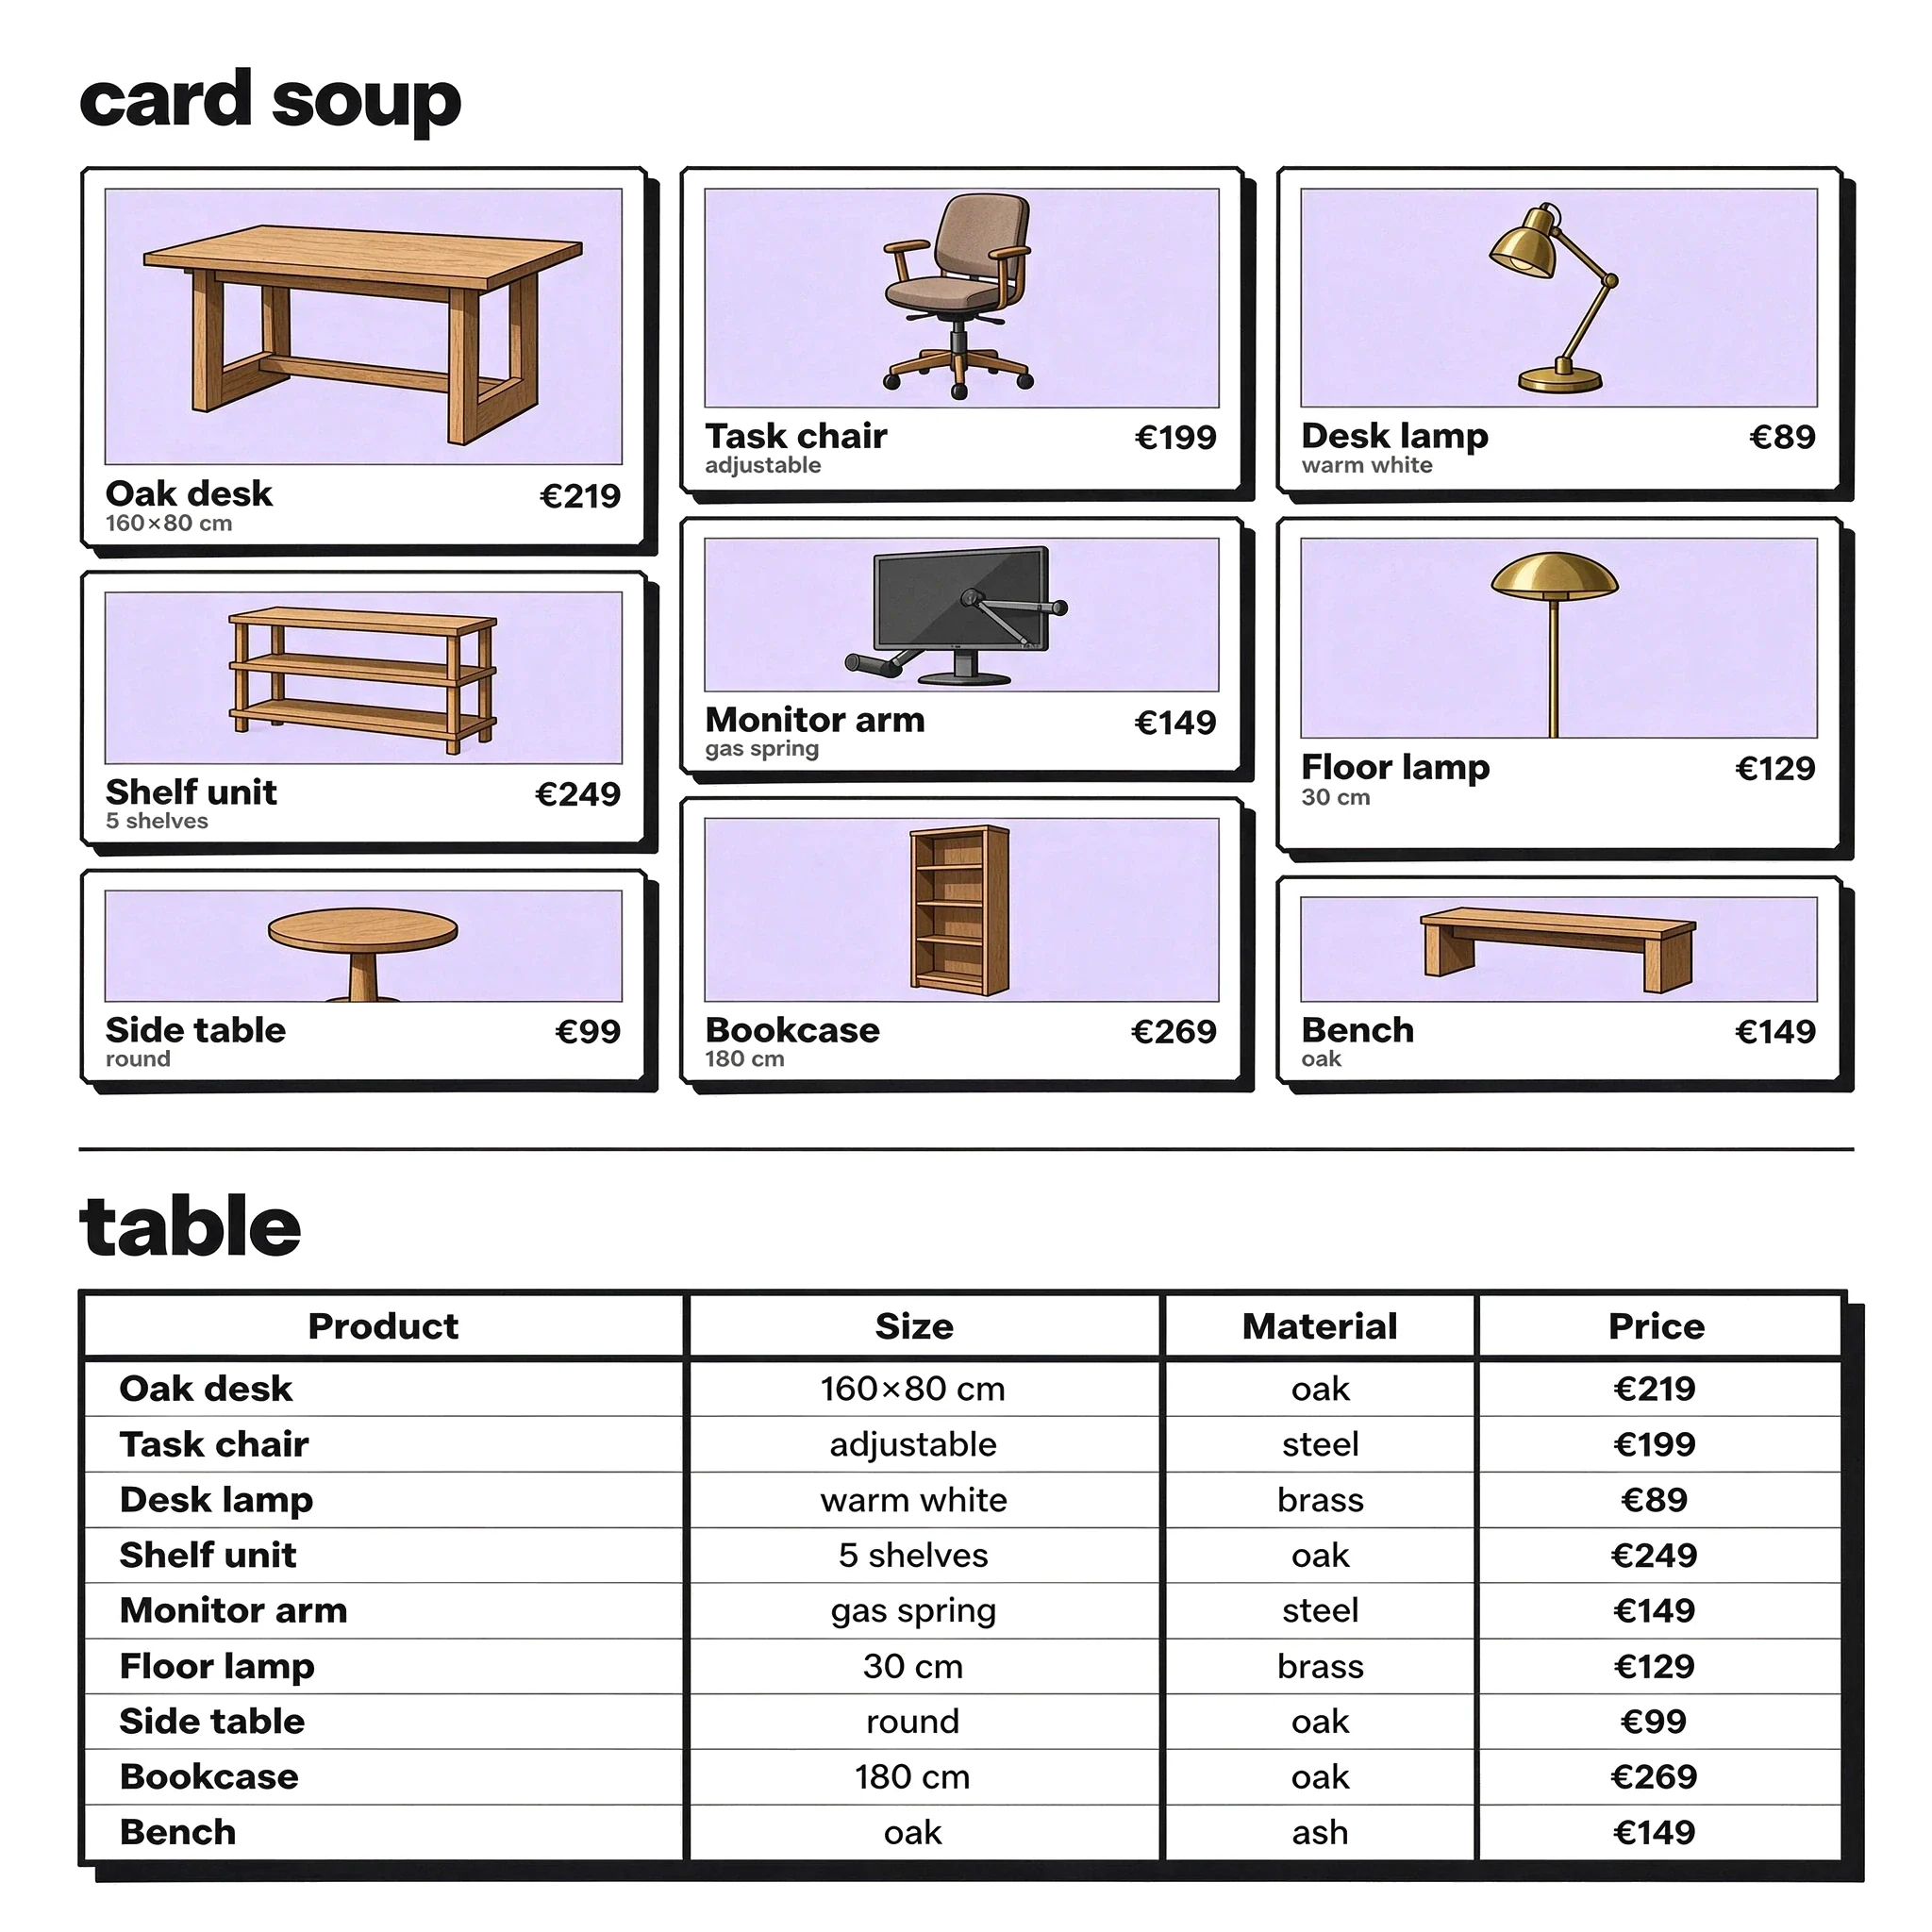 card soup
Oak desk €219
160×80 cm
Task chair €199
adjustable
Desk lamp €89
warm white
Shelf unit €249
5 shelves
Monitor arm €149
gas spring
Floor lamp €129
30 cm
Side table €99
round
Bookcase €269
180 cm
Bench €149
oak
table
Product Size Material Price
Oak desk 160×80 cm oak €219
Task chair adjustable steel €199
Desk lamp warm white brass €89
Shelf unit 5 shelves oak €249
Monitor arm gas spring steel €149
Floor lamp 30 cm brass €129
Side table round oak €99
Bookcase 180 cm oak €269
Bench oak ash €149